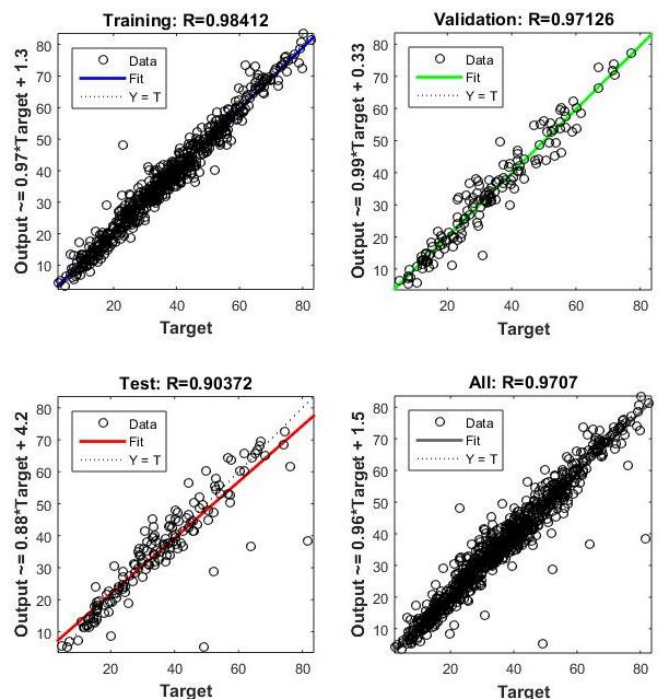 Training: R=0.98412
Output ~= 0.97*Target + 1.3
80
70
60
50
40
30
20
10
Data
Fit
Y = T
20 40 60 80
Target
Validation: R=0.97126
Output ~= 0.99*Target + 0.33
80
70
60
50
40
30
20
10
Data
Fit
Y = T
20 40 60 80
Target
Test: R=0.90372
Output ~= 0.88*Target + 4.2
80
70
60
50
40
30
20
10
Data
Fit
Y = T
20 40 60 80
Target
All: R=0.9707
Output ~= 0.96*Target + 1.5
80
70
60
50
40
30
20
10
Data
Fit
Y = T
20 40 60 80
Target